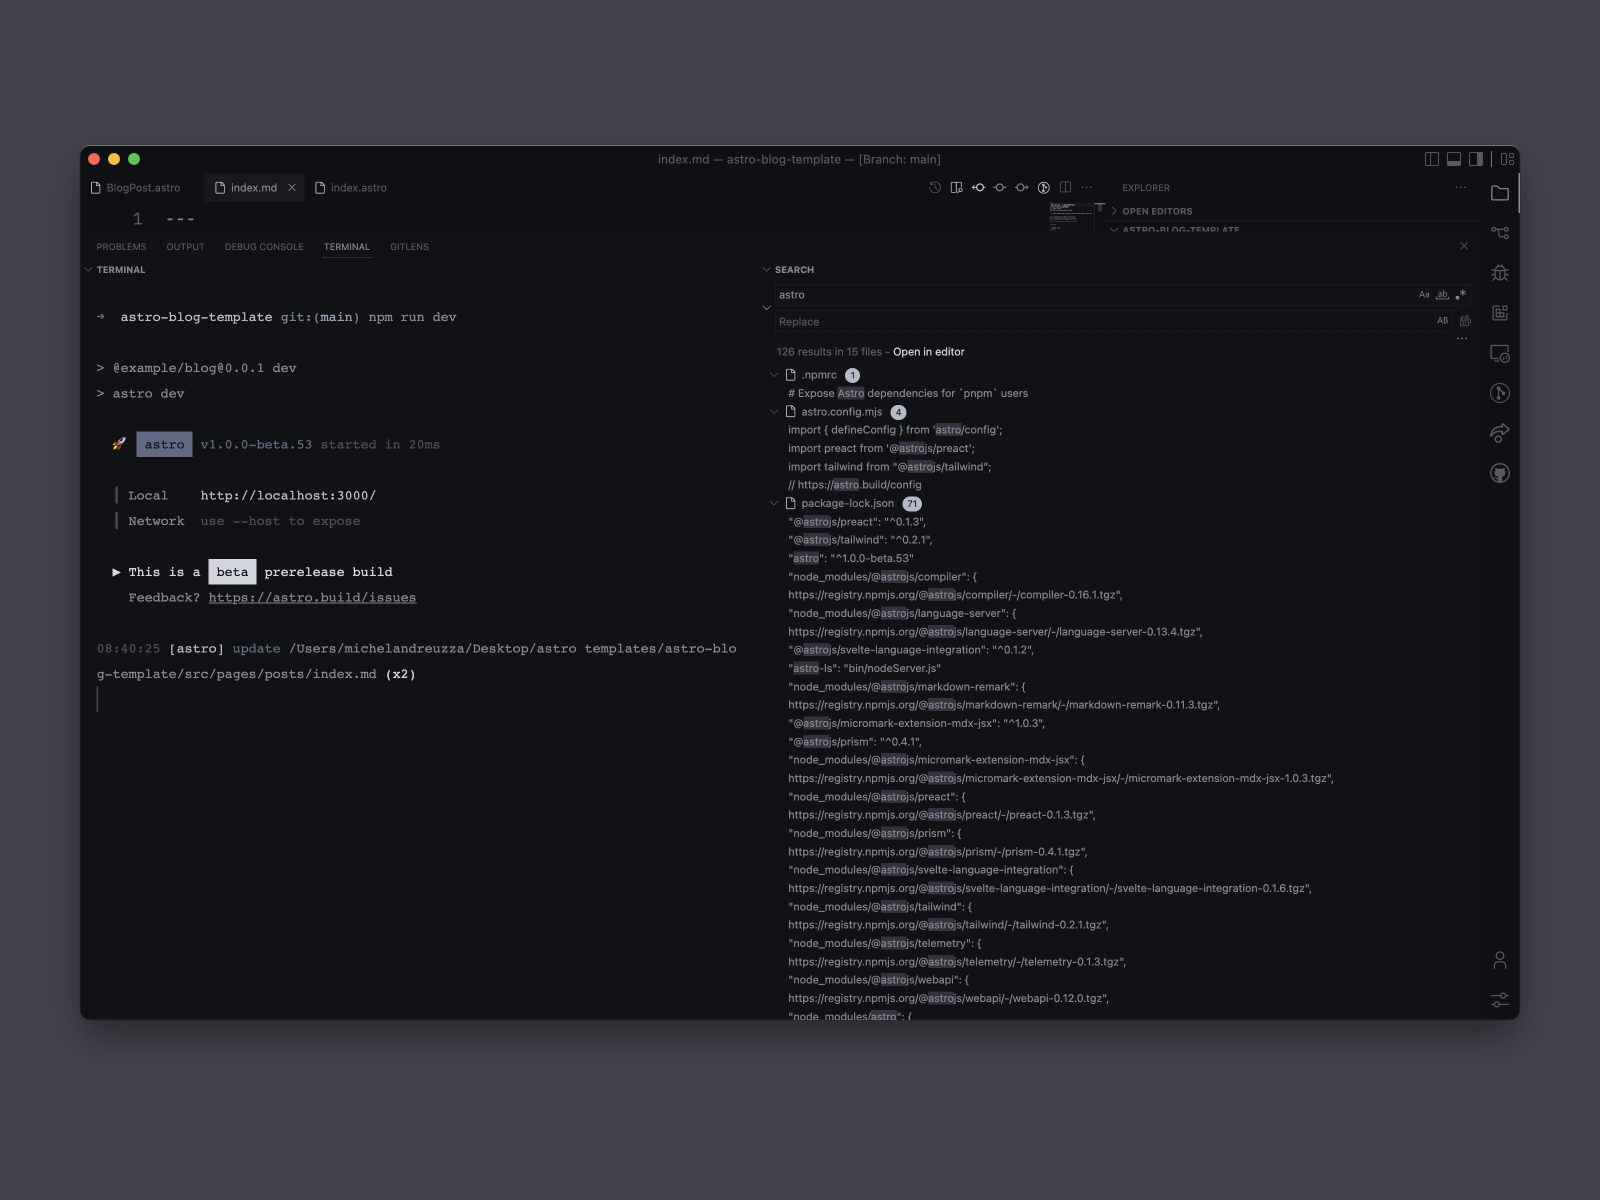 index.md — astro-blog-template — [Branch: main]
BlogPost.astro
index.md
index.astro
EXPLORER
1 ---
OPEN EDITORS
ASTRO-BLOG-TEMPLATE
PROBLEMS OUTPUT DEBUG CONSOLE TERMINAL GITLENS
TERMINAL
→ astro-blog-template git:(main) npm run dev
> @example/blog@0.0.1 dev
> astro dev
🚀 astro v1.0.0-beta.53 started in 20ms
Local http://localhost:3000/
Network use --host to expose
▶ This is a beta prerelease build
Feedback? https://astro.build/issues
08:40:25 [astro] update /Users/michelandreuzza/Desktop/astro templates/astro-blo
g-template/src/pages/posts/index.md (x2)
SEARCH
astro
Aa ab .*
Replace
AB
126 results in 15 files - Open in editor
.npmrc 1
# Expose Astro dependencies for `pnpm` users
astro.config.mjs 4
import { defineConfig } from 'astro/config';
import preact from '@astrojs/preact';
import tailwind from "@astrojs/tailwind";
// https://astro.build/config
package-lock.json 71
"@astrojs/preact": "^0.1.3",
"@astrojs/tailwind": "^0.2.1",
"astro": "^1.0.0-beta.53"
"node_modules/@astrojs/compiler": {
https://registry.npmjs.org/@astrojs/compiler/-/compiler-0.16.1.tgz",
"node_modules/@astrojs/language-server": {
https://registry.npmjs.org/@astrojs/language-server/-/language-server-0.13.4.tgz",
"@astrojs/svelte-language-integration": "^0.1.2",
"astro-ls": "bin/nodeServer.js"
"node_modules/@astrojs/markdown-remark": {
https://registry.npmjs.org/@astrojs/markdown-remark/-/markdown-remark-0.11.3.tgz",
"@astrojs/micromark-extension-mdx-jsx": "^1.0.3",
"@astrojs/prism": "^0.4.1",
"node_modules/@astrojs/micromark-extension-mdx-jsx": {
https://registry.npmjs.org/@astrojs/micromark-extension-mdx-jsx/-/micromark-extension-mdx-jsx-1.0.3.tgz",
"node_modules/@astrojs/preact": {
https://registry.npmjs.org/@astrojs/preact/-/preact-0.1.3.tgz",
"node_modules/@astrojs/prism": {
https://registry.npmjs.org/@astrojs/prism/-/prism-0.4.1.tgz",
"node_modules/@astrojs/svelte-language-integration": {
https://registry.npmjs.org/@astrojs/svelte-language-integration/-/svelte-language-integration-0.1.6.tgz",
"node_modules/@astrojs/tailwind": {
https://registry.npmjs.org/@astrojs/tailwind/-/tailwind-0.2.1.tgz",
"node_modules/@astrojs/telemetry": {
https://registry.npmjs.org/@astrojs/telemetry/-/telemetry-0.1.3.tgz",
"node_modules/@astrojs/webapi": {
https://registry.npmjs.org/@astrojs/webapi/-/webapi-0.12.0.tgz",
"node_modules/astro": {